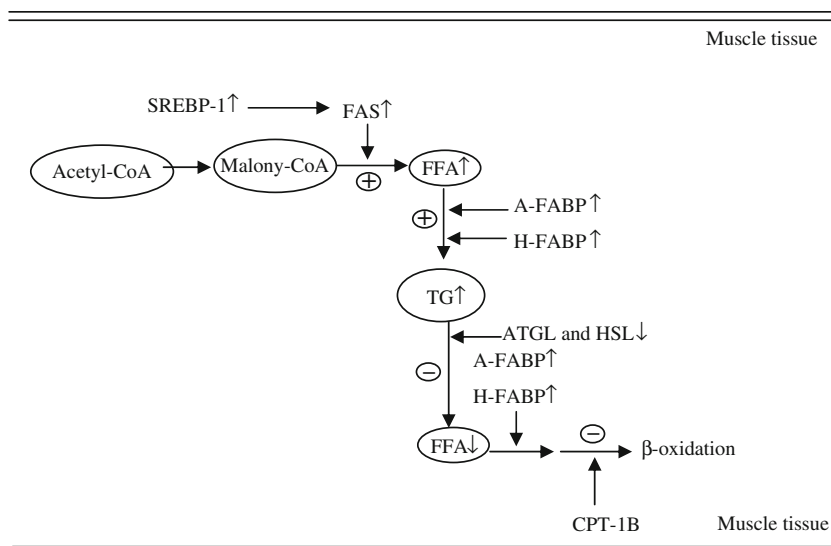 Muscle tissue
SREBP-1↑
FAS↑
Acetyl-CoA
Malony-CoA
FFA↑
+
A-FABP↑
+
H-FABP↑
TG↑
ATGL and HSL↓
A-FABP↑
−
H-FABP↑
−
FFA↓
β-oxidation
CPT-1B
Muscle tissue